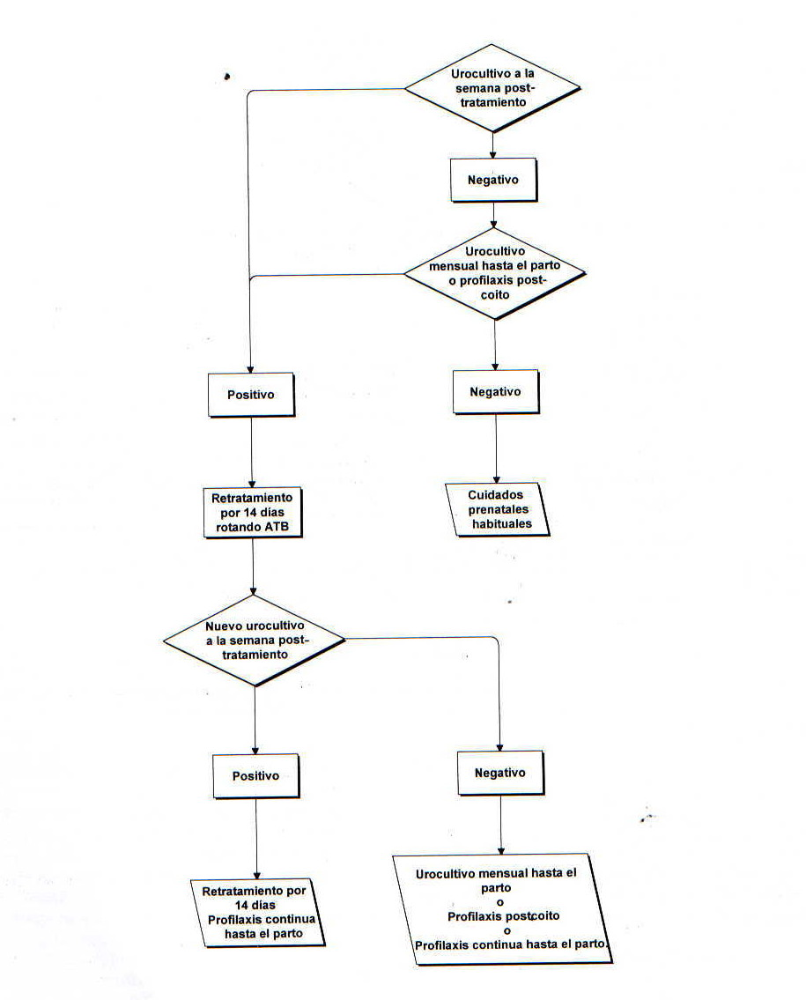 Urocultivo a la
semana post-
tratamiento
Negativo
Urocultivo
mensual hasta el parto
o profilaxis post-
coito
Positivo
Negativo
Retratamiento
por 14 días
rotando ATB
Cuidados
prenatales
habituales
Nuevo urocultivo
a la semana post-
tratamiento
Positivo
Negativo
Retratamiento por
14 días
Profilaxis continua
hasta el parto
Urocultivo mensual hasta el
parto
o
Profilaxis postcoito
o
Profilaxis continua hasta el parto.